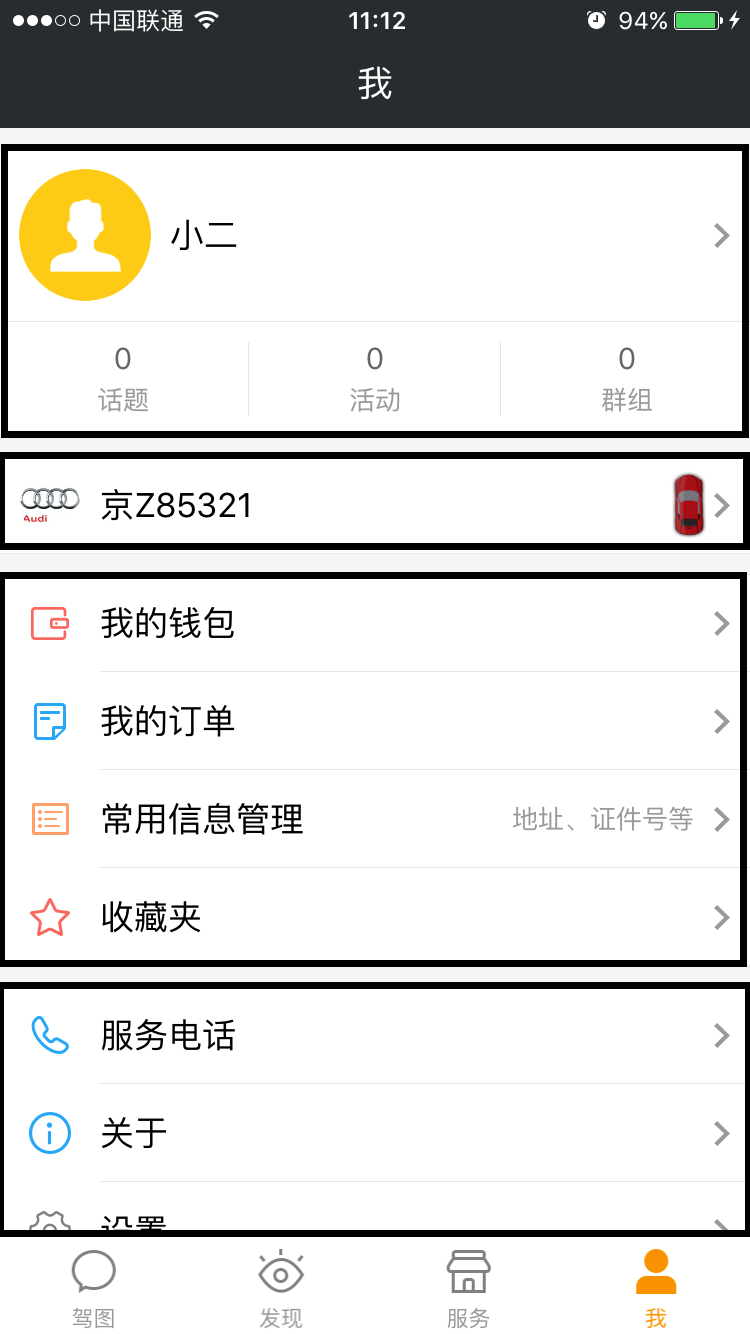 中国联通 11:12 94%
我
小二
0 0 0
话题 活动 群组
Audi 京Z85321
我的钱包
我的订单
常用信息管理 地址、证件号等
收藏夹
服务电话
关于
设置
驾图 发现 服务 我